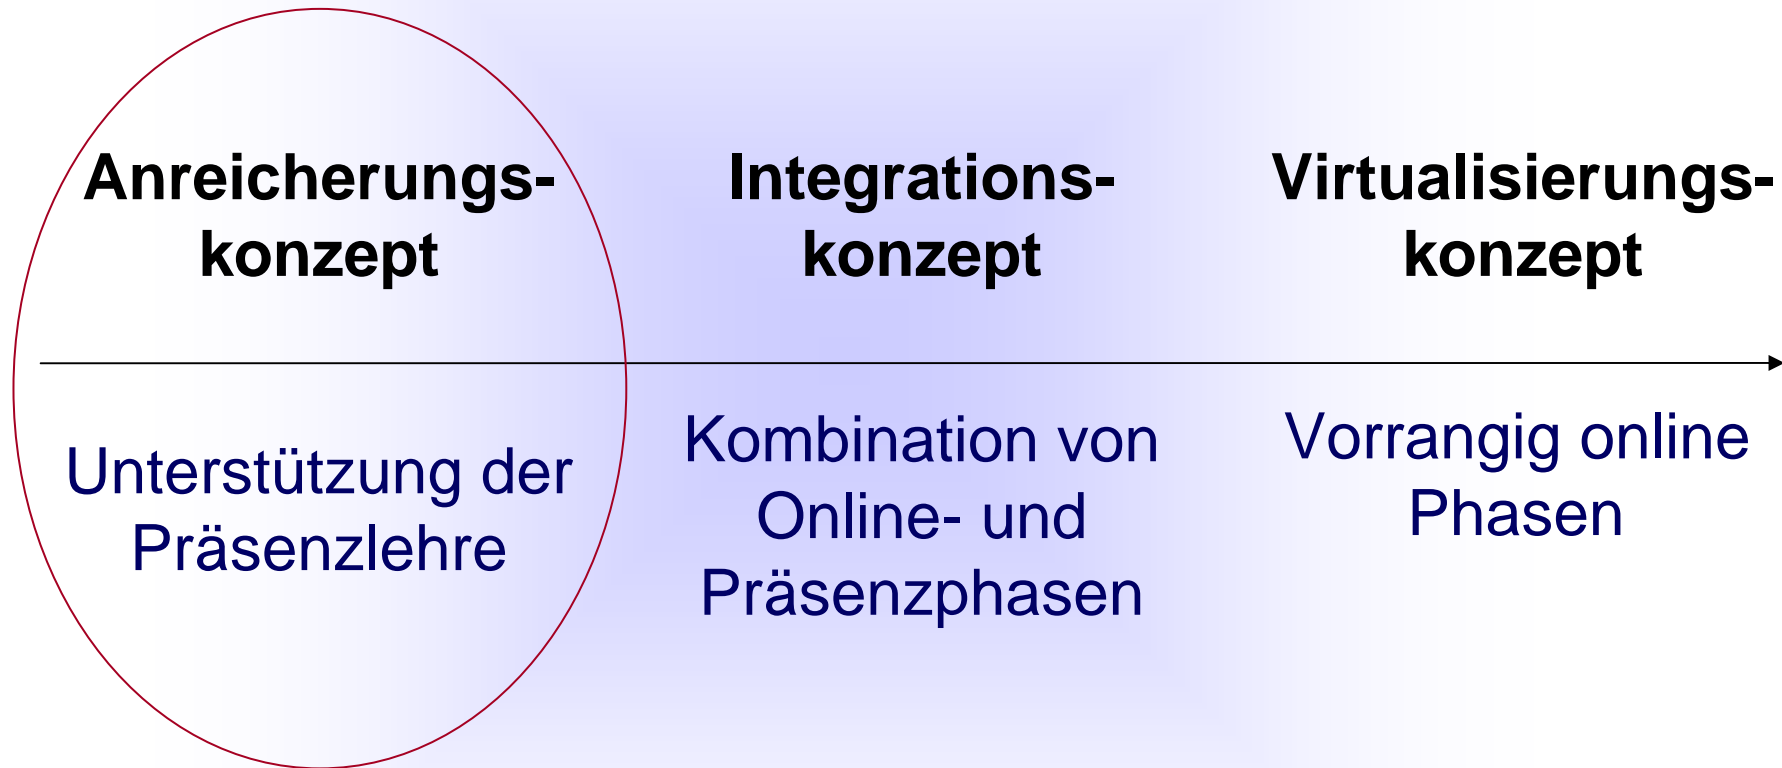 Anreicherungs-
konzept
Integrations-
konzept
Virtualisierungs-
konzept
Unterstützung der
Präsenzlehre
Kombination von
Online- und
Präsenzphasen
Vorrangig online
Phasen